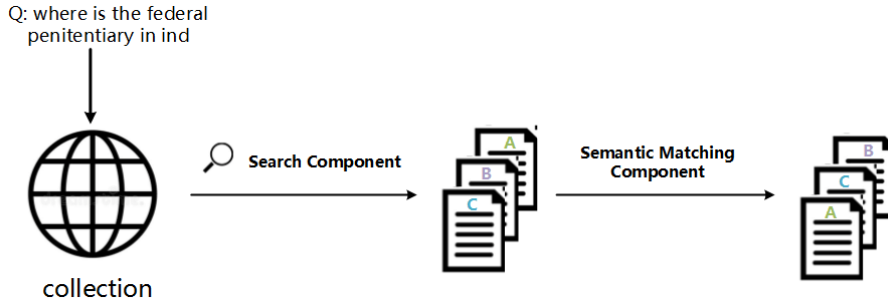 Q: where is the federal
penitentiary in ind
Search Component
A
B
C
Semantic Matching
Component
B
C
A
collection